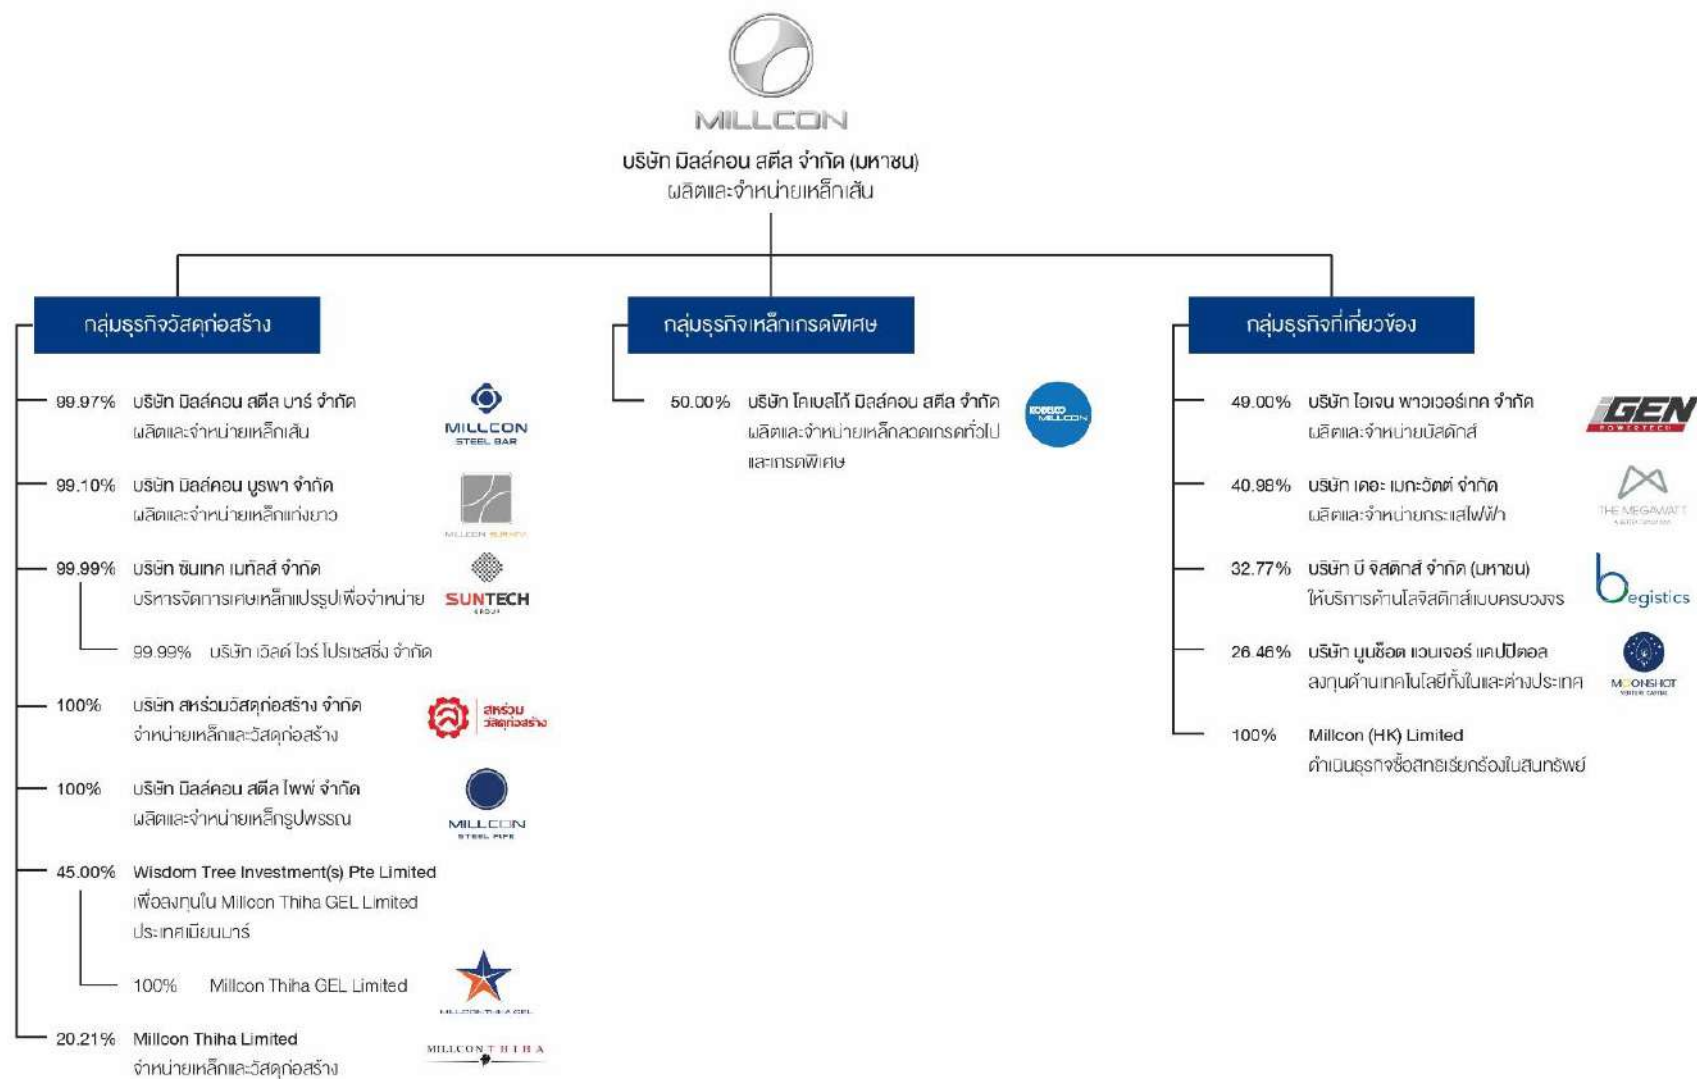 MILLCON
บริษัท มิลล์คอน สตีล จำกัด (มหาชน)
ผลิตและจำหน่ายเหล็กเส้น
กลุ่มธุรกิจวัสดุก่อสร้าง
99.97% บริษัท มิลล์คอน สตีล บาร์ จำกัด
ผลิตและจำหน่ายเหล็กเส้น
MILLCON
STEEL BAR
99.10% บริษัท มิลล์คอน บูรพา จำกัด
ผลิตและจำหน่ายเหล็กแท่งยาว
MILLCON BURAPA
99.99% บริษัท ซันเทค เมทัลส์ จำกัด
บริหารจัดการเศษเหล็กแปรรูปเพื่อจำหน่าย
SUNTECH
GROUP
99.99% บริษัท เวิลด์ ไวร์ โปรเซสซิ่ง จำกัด
100% บริษัท สหร่วมวัสดุก่อสร้าง จำกัด
จำหน่ายเหล็กและวัสดุก่อสร้าง
สหร่วม
วัสดุก่อสร้าง
100% บริษัท มิลล์คอน สตีล ไพพ์ จำกัด
ผลิตและจำหน่ายเหล็กรูปพรรณ
MILLCON
STEEL PIPE
45.00% Wisdom Tree Investment(s) Pte Limited
เพื่อลงทุนใน Millcon Thiha GEL Limited
ประเทศเมียนมาร์
100% Millcon Thiha GEL Limited
MILLCON THIHA GEL
20.21% Millcon Thiha Limited
จำหน่ายเหล็กและวัสดุก่อสร้าง
MILLCON THIHA
กลุ่มธุรกิจเหล็กเกรดพิเศษ
50.00% บริษัท โคเบลโก้ มิลล์คอน สตีล จำกัด
ผลิตและจำหน่ายเหล็กลวดเกรดทั่วไป
และเกรดพิเศษ
KOBELCO
MILLCON
กลุ่มธุรกิจที่เกี่ยวข้อง
49.00% บริษัท ไอเจน พาวเวอร์เทค จำกัด
ผลิตและจำหน่ายบัสดักส์
iGEN
POWERTECH
40.98% บริษัท เดอะ เมกะวัตต์ จำกัด
ผลิตและจำหน่ายกระแสไฟฟ้า
THE MEGAWATT
32.77% บริษัท บี จิสติกส์ จำกัด (มหาชน)
ให้บริการด้านโลจิสติกส์แบบครบวงจร
begistics
26.46% บริษัท มูนช็อต แวนเจอร์ แคปปิตอล
ลงทุนด้านเทคโนโลยีทั้งในและต่างประเทศ
MOONSHOT
VENTURE CAPITAL
100% Millcon (HK) Limited
ดำเนินธุรกิจซื้อสิทธิเรียกร้องในสินทรัพย์